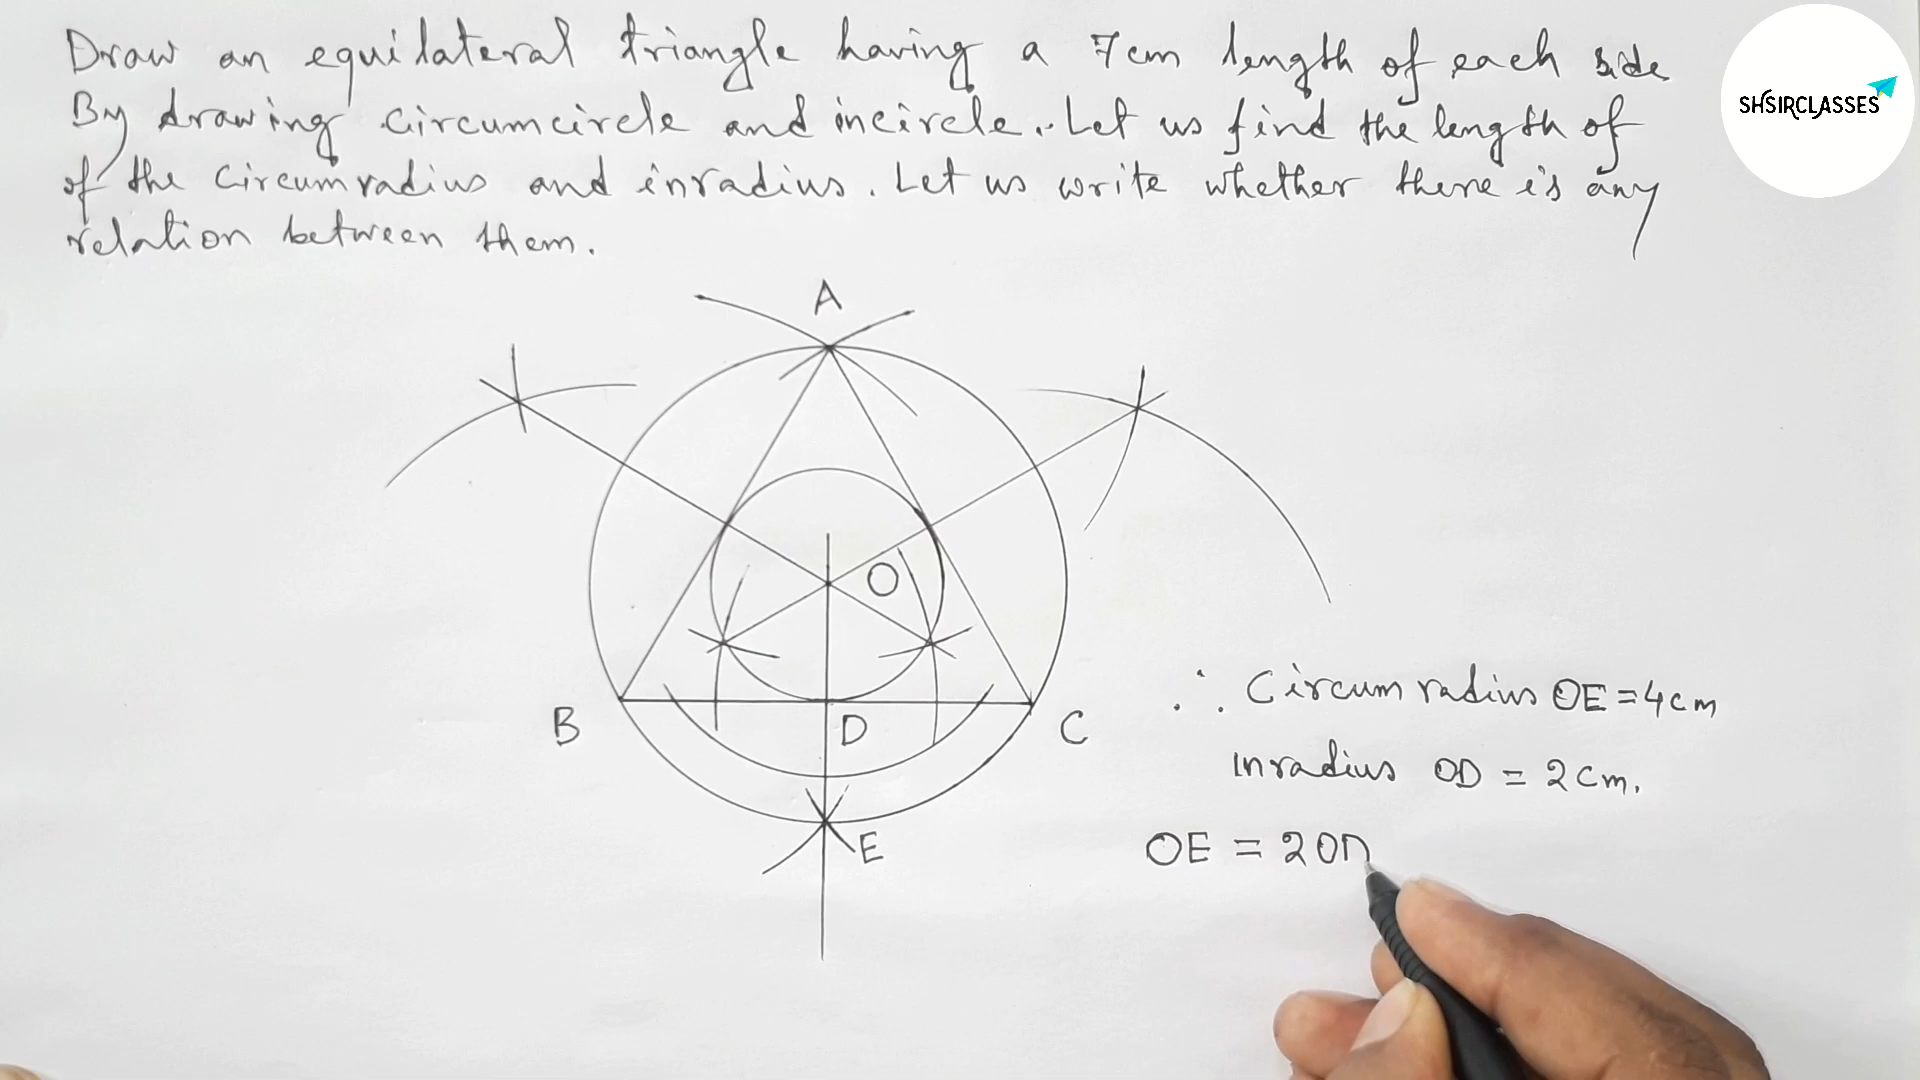 Draw an equilateral triangle having a 7cm length of each side
By drawing circumcircle and incircle. Let us find the length of
of the circumradius and inradius. Let us write whether there is any
relation between them.
SHSIRCLASSES
A
O
B
D
C
E
∴ Circum radius OE = 4cm
inradius OD = 2cm.
OE = 2OD